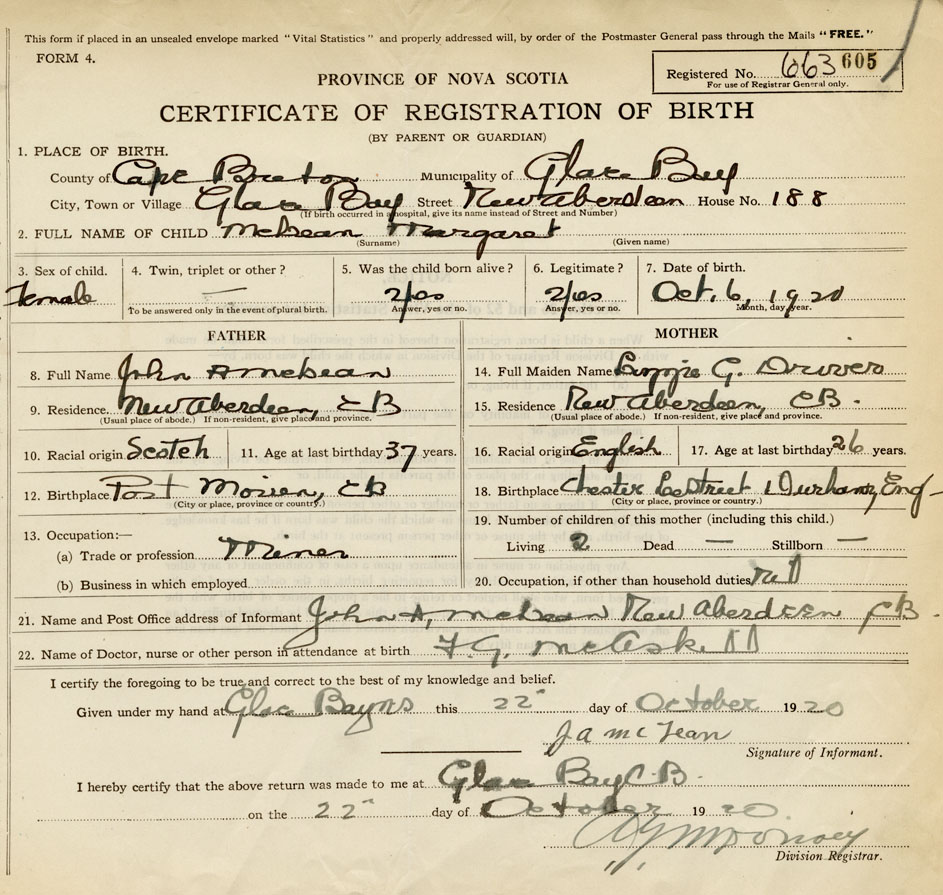 This form if placed in an unsealed envelope marked "Vital Statistics" and properly addressed will, by order of the Postmaster General pass through the Mails "FREE."
FORM 4.
Registered No. 663 605
For use of Registrar General only.
PROVINCE OF NOVA SCOTIA
CERTIFICATE OF REGISTRATION OF BIRTH
(BY PARENT OR GUARDIAN)
1. PLACE OF BIRTH.
County of Cape Breton Municipality of Glace Bay
City, Town or Village Glace Bay Street New Aberdeen House No. 188
(If birth occurred in a hospital, give its name instead of Street and Number)
2. FULL NAME OF CHILD McLean Margaret
(Surname) (Given name)
3. Sex of child. 4. Twin, triplet or other? 5. Was the child born alive? 6. Legitimate? 7. Date of birth.
Female — Yes Yes Oct. 6, 1920
To be answered only in the event of plural birth. Answer, yes or no. Answer, yes or no. Month, day, year.
FATHER
8. Full Name John A McLean
9. Residence. New Aberdeen, CB
(Usual place of abode.) If non-resident, give place and province.
10. Racial origin Scotch 11. Age at last birthday 37 years.
12. Birthplace Port Morien, CB
(City or place, province or country.)
13. Occupation:—
(a) Trade or profession Miner
(b) Business in which employed
MOTHER
14. Full Maiden Name Lizzie G. Driver
15. Residence New Aberdeen, CB.
(Usual place of abode.) If non-resident, give place and province.
16. Racial origin English 17. Age at last birthday 26 years.
18. Birthplace Chester Le Street Durham, Eng
(City or place, province or country.)
19. Number of children of this mother (including this child.)
Living 2 Dead — Stillborn —
20. Occupation, if other than household duties
21. Name and Post Office address of Informant John A, McLean New Aberdeen CB.
22. Name of Doctor, nurse or other person in attendance at birth
I certify the foregoing to be true and correct to the best of my knowledge and belief.
Given under my hand at Glace Bay NS this 22" day of October 1920
J A McLean
Signature of Informant.
I hereby certify that the above return was made to me at Glace Bay C.B.
on the 22" day of October 1920
Division Registrar.